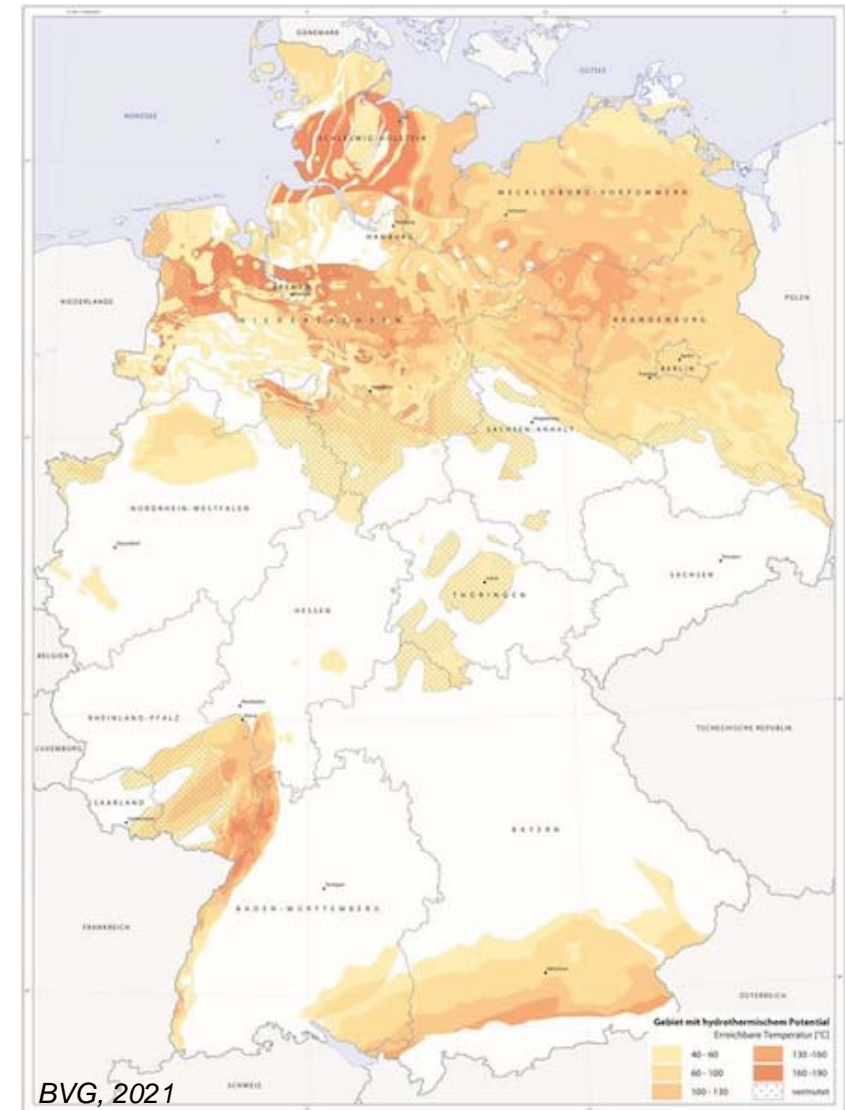 DÄNEMARK
OSTSEE
NORDSEE
SCHLESWIG-HOLSTEIN
MECKLENBURG-VORPOMMERN
HAMBURG
NIEDERLANDE
BREMEN
POLEN
NIEDERSACHSEN
BRANDENBURG
BERLIN
SACHSEN-ANHALT
NORDRHEIN-WESTFALEN
SACHSEN
THÜRINGEN
HESSEN
BELGIEN
RHEINLAND-PFALZ
TSCHECHISCHE REPUBLIK
LUXEMBURG
SAARLAND
BAYERN
Stuttgart
BADEN-WÜRTTEMBERG
FRANKREICH
München
ÖSTERREICH
Gebiet mit hydrothermischem Potential
Erreichbare Temperatur [°C]
40 - 60
130 - 160
60 - 100
160 - 190
100 - 130
vermutet
SCHWEIZ
BVG, 2021